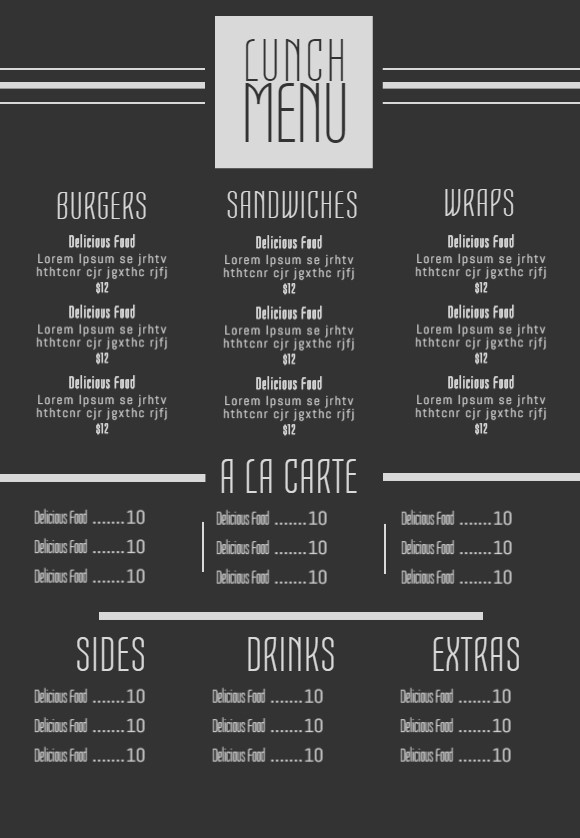 LUNCH
MENU
BURGERS
Delicious Food
Lorem Ipsum se jrhtv
hthtcnr cjr jgxthc rjfj
$12
Delicious Food
Lorem Ipsum se jrhtv
hthtcnr cjr jgxthc rjfj
$12
Delicious Food
Lorem Ipsum se jrhtv
hthtcnr cjr jgxthc rjfj
$12
SANDWICHES
Delicious Food
Lorem Ipsum se jrhtv
hthtcnr cjr jgxthc rjfj
$12
Delicious Food
Lorem Ipsum se jrhtv
hthtcnr cjr jgxthc rjfj
$12
Delicious Food
Lorem Ipsum se jrhtv
hthtcnr cjr jgxthc rjfj
$12
WRAPS
Delicious Food
Lorem Ipsum se jrhtv
hthtcnr cjr jgxthc rjfj
$12
Delicious Food
Lorem Ipsum se jrhtv
hthtcnr cjr jgxthc rjfj
$12
Delicious Food
Lorem Ipsum se jrhtv
hthtcnr cjr jgxthc rjfj
$12
A LA CARTE
Delicious Food .......10
Delicious Food .......10
Delicious Food .......10
Delicious Food .......10
Delicious Food .......10
Delicious Food .......10
Delicious Food .......10
Delicious Food .......10
Delicious Food .......10
SIDES
Delicious Food .......10
Delicious Food .......10
Delicious Food .......10
DRINKS
Delicious Food .......10
Delicious Food .......10
Delicious Food .......10
EXTRAS
Delicious Food .......10
Delicious Food .......10
Delicious Food .......10